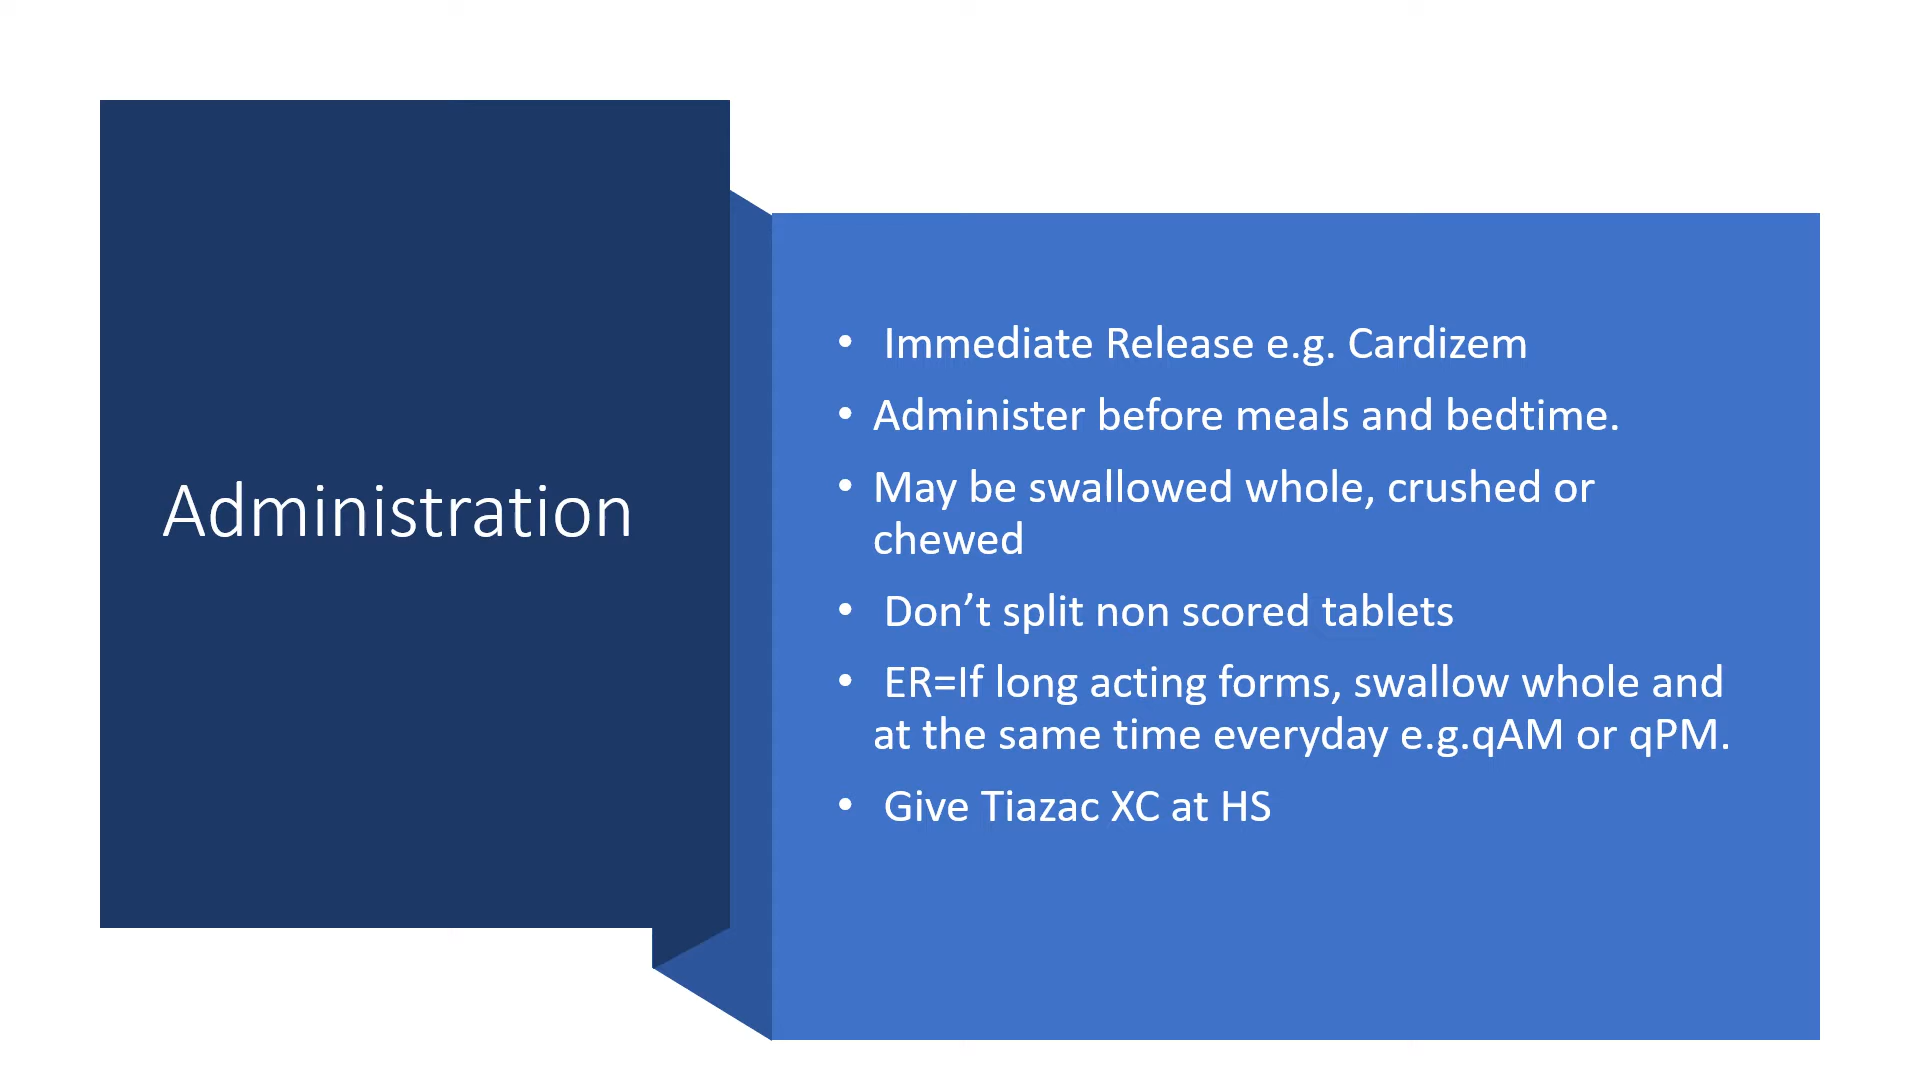 Administration
• Immediate Release e.g. Cardizem
• Administer before meals and bedtime.
• May be swallowed whole, crushed or
chewed
• Don’t split non scored tablets
• ER=If long acting forms, swallow whole and
at the same time everyday e.g.qAM or qPM.
• Give Tiazac XC at HS